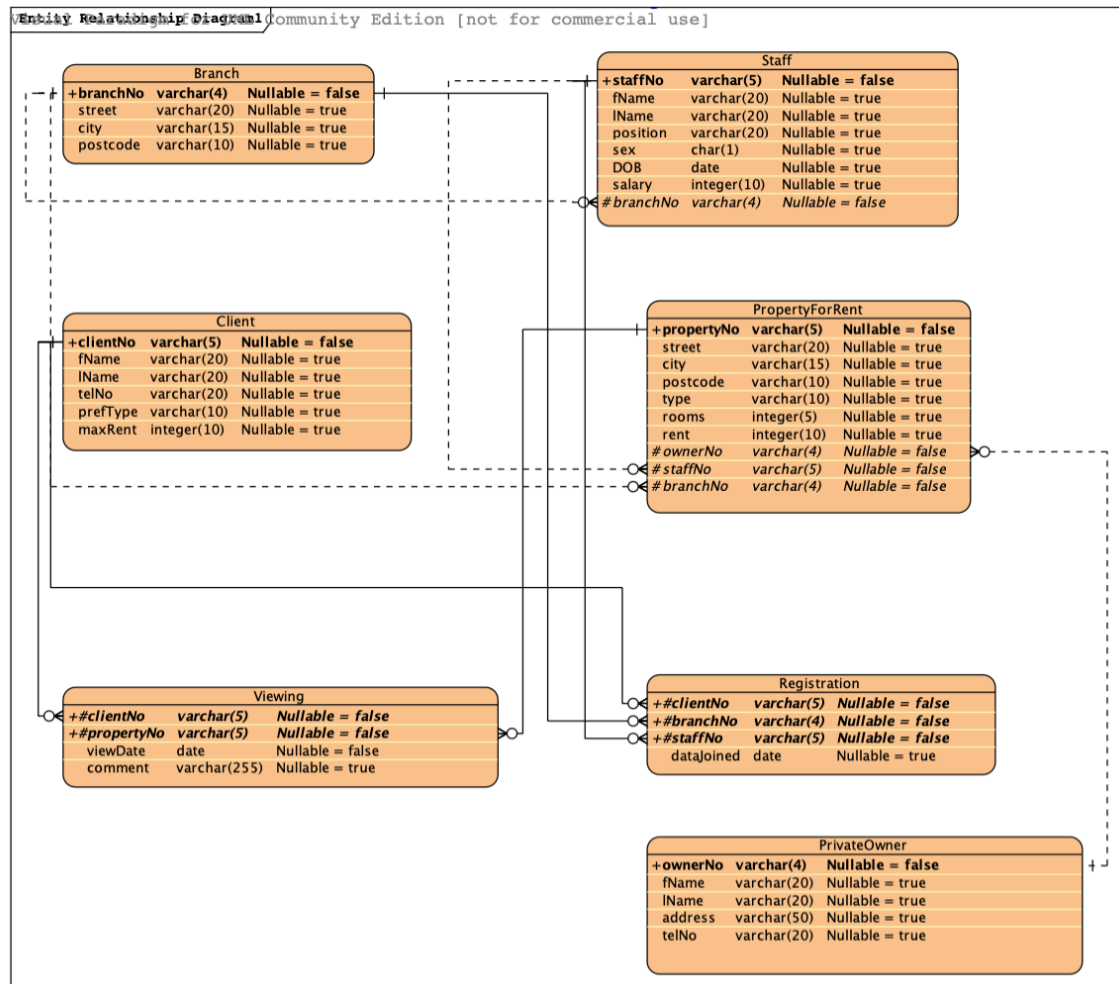 Entity Relationship Diagram1
Visual Paradigm for UML Community Edition [not for commercial use]
Branch
+branchNo varchar(4) Nullable = false
street varchar(20) Nullable = true
city varchar(15) Nullable = true
postcode varchar(10) Nullable = true
Staff
+staffNo varchar(5) Nullable = false
fName varchar(20) Nullable = true
lName varchar(20) Nullable = true
position varchar(20) Nullable = true
sex char(1) Nullable = true
DOB date Nullable = true
salary integer(10) Nullable = true
#branchNo varchar(4) Nullable = false
Client
+clientNo varchar(5) Nullable = false
fName varchar(20) Nullable = true
lName varchar(20) Nullable = true
telNo varchar(20) Nullable = true
prefType varchar(10) Nullable = true
maxRent integer(10) Nullable = true
PropertyForRent
+propertyNo varchar(5) Nullable = false
street varchar(20) Nullable = true
city varchar(15) Nullable = true
postcode varchar(10) Nullable = true
type varchar(10) Nullable = true
rooms integer(5) Nullable = true
rent integer(10) Nullable = true
#ownerNo varchar(4) Nullable = false
#staffNo varchar(5) Nullable = false
#branchNo varchar(4) Nullable = false
Viewing
+#clientNo varchar(5) Nullable = false
+#propertyNo varchar(5) Nullable = false
viewDate date Nullable = false
comment varchar(255) Nullable = true
Registration
+#clientNo varchar(5) Nullable = false
+#branchNo varchar(4) Nullable = false
+#staffNo varchar(5) Nullable = false
dataJoined date Nullable = true
PrivateOwner
+ownerNo varchar(4) Nullable = false
fName varchar(20) Nullable = true
lName varchar(20) Nullable = true
address varchar(50) Nullable = true
telNo varchar(20) Nullable = true